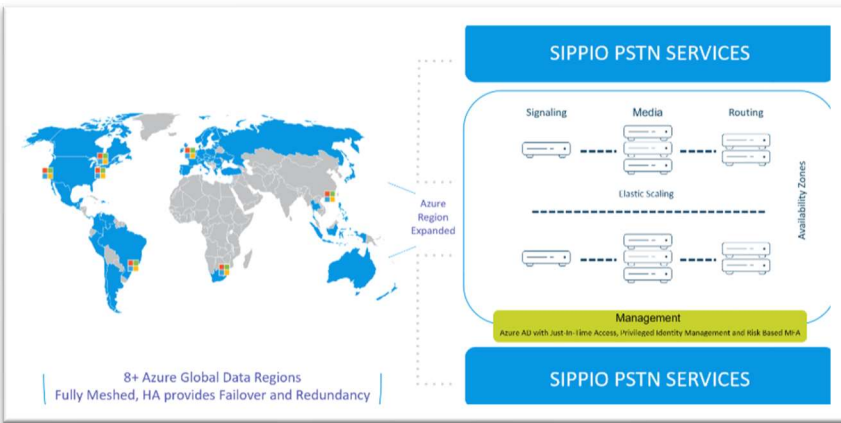 SIPPIO PSTN SERVICES
Signaling
Media
Routing
Elastic Scaling
Availability Zones
Azure
Region
Expanded
Management
Azure AD with Just-In-Time Access, Privileged Identity Management and Risk Based MFA
8+ Azure Global Data Regions
Fully Meshed, HA provides Failover and Redundancy
SIPPIO PSTN SERVICES